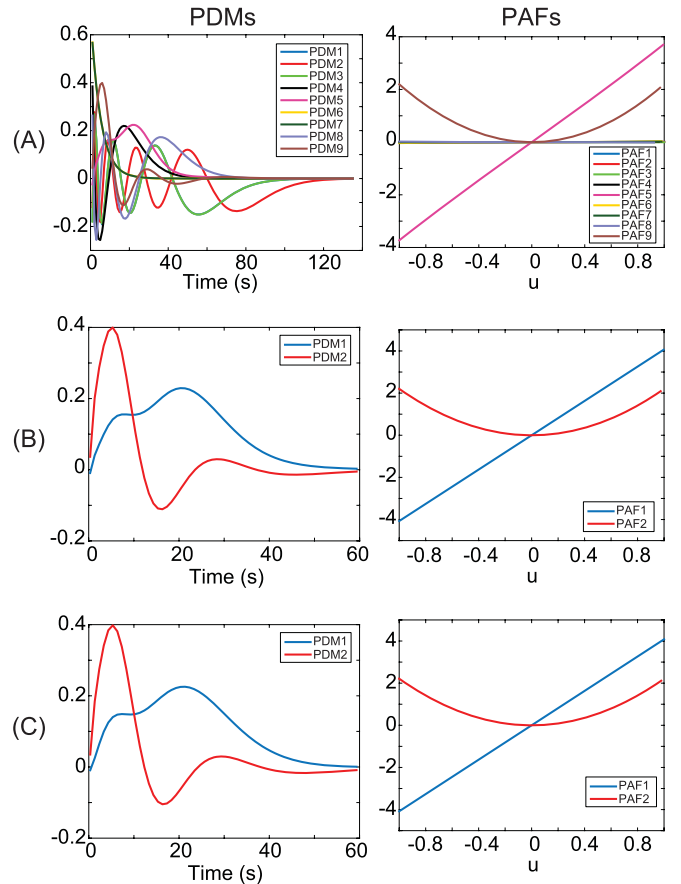 PDMs
PAFs
(A)
0.6
0.4
0.2
0
-0.2
0
40
80
120
Time (s)
PDM1
PDM2
PDM3
PDM4
PDM5
PDM6
PDM7
PDM8
PDM9
4
2
0
-2
-4
-0.8
-0.4
0
0.4
0.8
u
PAF1
PAF2
PAF3
PAF4
PAF5
PAF6
PAF7
PAF8
PAF9
(B)
0.4
0.2
0
-0.2
0
20
40
60
Time (s)
PDM1
PDM2
4
2
0
-2
-4
-0.8
-0.4
0
0.4
0.8
u
PAF1
PAF2
(C)
0.4
0.2
0
-0.2
0
20
40
60
Time (s)
PDM1
PDM2
4
2
0
-2
-4
-0.8
-0.4
0
0.4
0.8
u
PAF1
PAF2